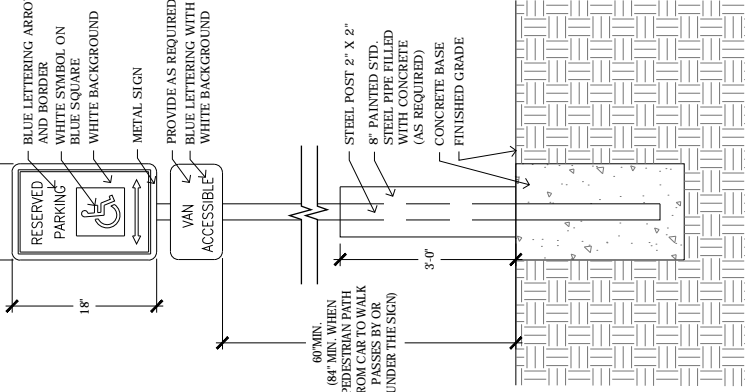 BLUE LETTERING ARRO
AND BORDER
WHITE SYMBOL ON
BLUE SQUARE
WHITE BACKGROUND
METAL SIGN
PROVIDE AS REQUIRED
BLUE LETTERING WITH
WHITE BACKGROUND
RESERVED
PARKING
VAN
ACCESSIBLE
18"
STEEL POST 2" X 2"
8" PAINTED STD.
STEEL PIPE FILLED
WITH CONCRETE
(AS REQUIRED)
CONCRETE BASE
FINISHED GRADE
3'-0"
60"MIN.
(84" MIN. WHEN
PEDESTRIAN PATH
ROM CAR TO WALK
PASSES BY OR
UNDER THE SIGN)